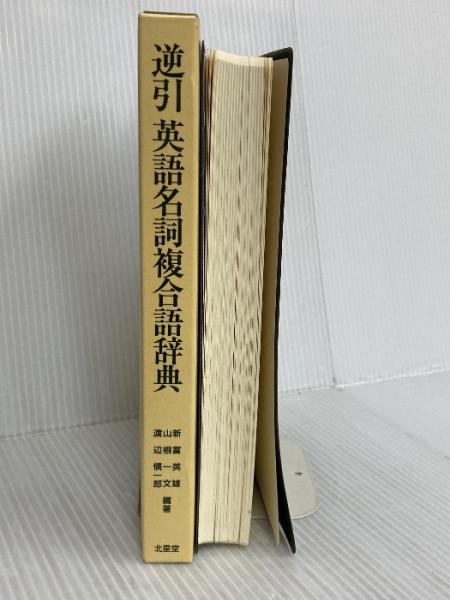 逆引 英語名詞複合語辞典
新富英雄
山根一文
渡辺慎一郎
編著
北星堂